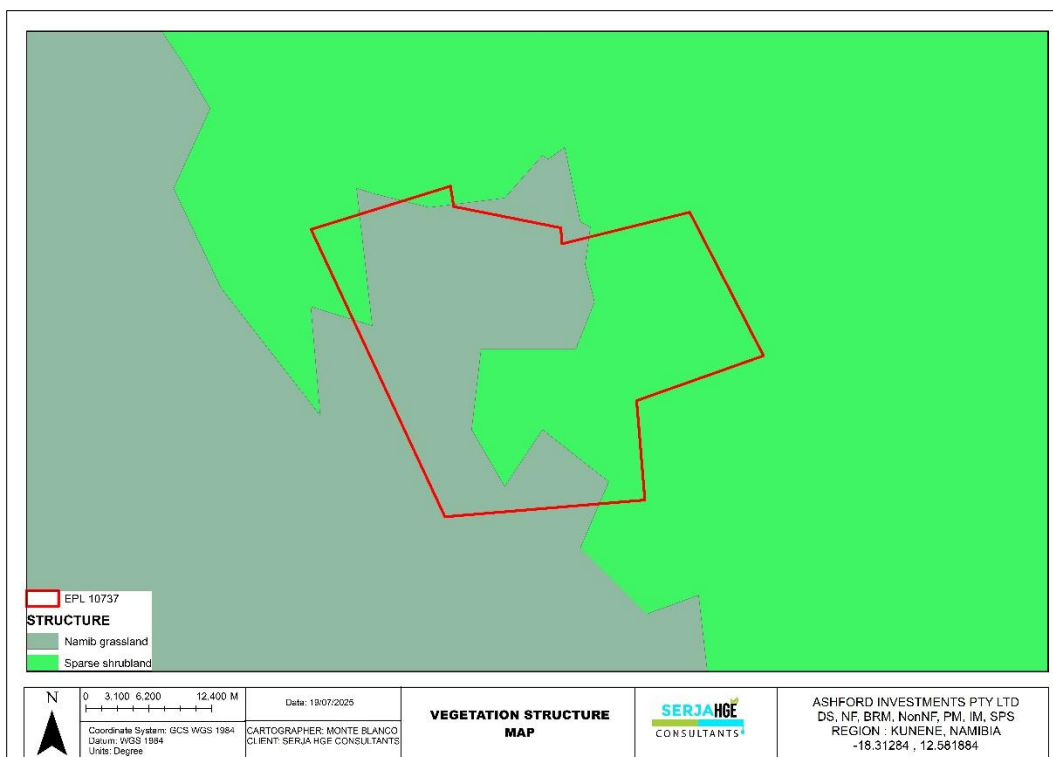 EPL 10737
STRUCTURE
Namib grassland
Sparse shrubland
N
0 3.100 6.200 12.400 M
Coordinate System: GCS WGS 1984
Datum: WGS 1984
Units: Degree
Date: 19/07/2025
CARTOGRAPHER: MONTE BLANCO
CLIENT: SERJA HGE CONSULTANTS
VEGETATION STRUCTURE
MAP
SERJAHGE
CONSULTANTS
ASHFORD INVESTMENTS PTY LTD
DS, NF, BRM, NonNF, PM, IM, SPS
REGION : KUNENE, NAMIBIA
-18.31284 , 12.581884